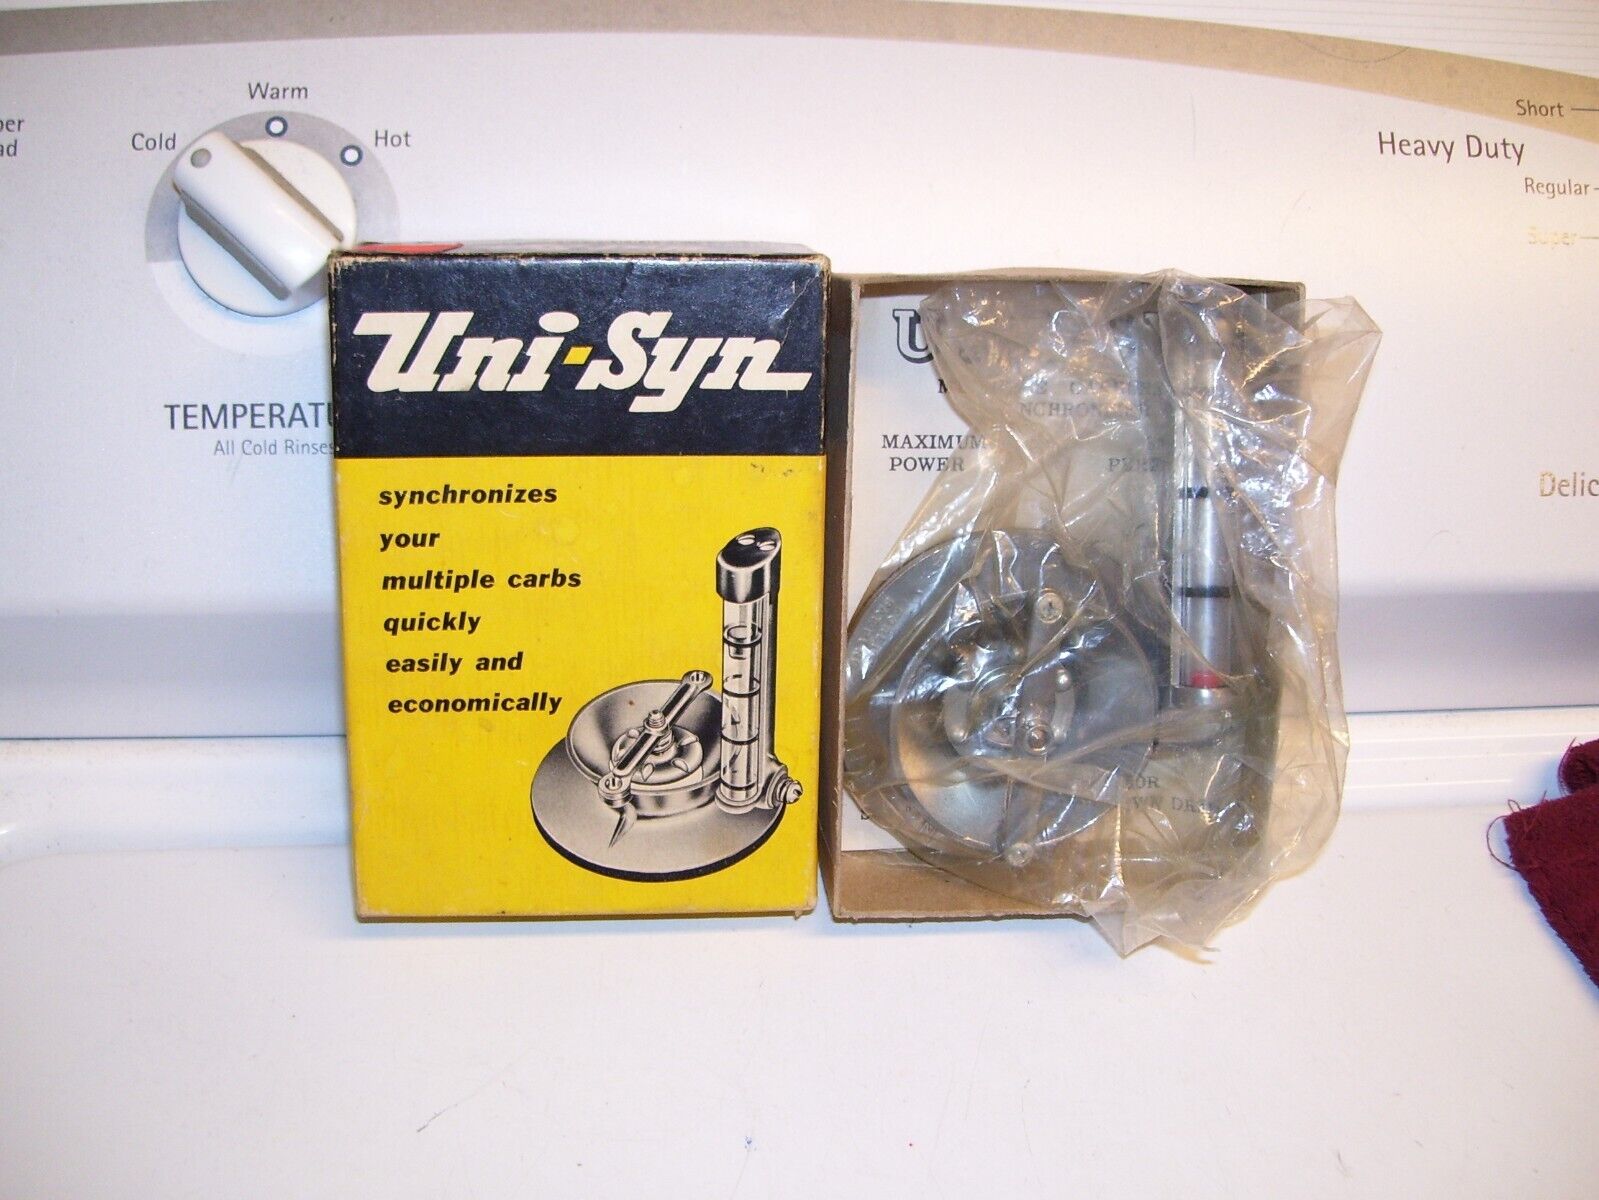 Warm
Cold
Hot
TEMPERATU
All Cold Rinses
Short
Heavy Duty
Regular
Super
Delic
Uni-Syn
synchronizes
your
multiple carbs
quickly
easily and
economically
MAXIMUM
POWER